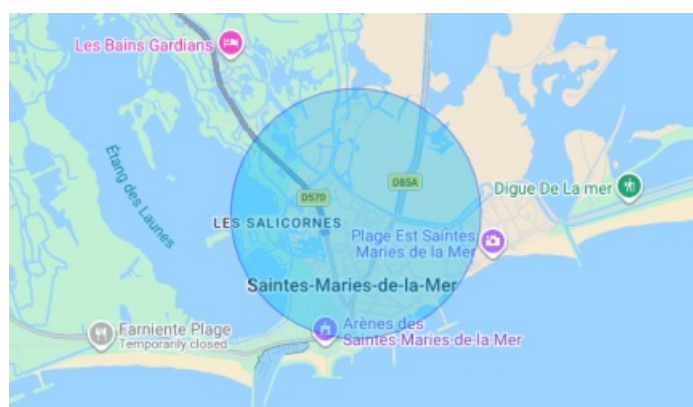 Les Bains Gardians
Étang des Launes
D570
D85A
LES SALICORNES
Digue De La mer
Plage Est Saintes
Maries de la Mer
Saintes-Maries-de-la-Mer
Farniente Plage
Temporarily closed
Arènes des
Saintes Maries-de-la-Mer